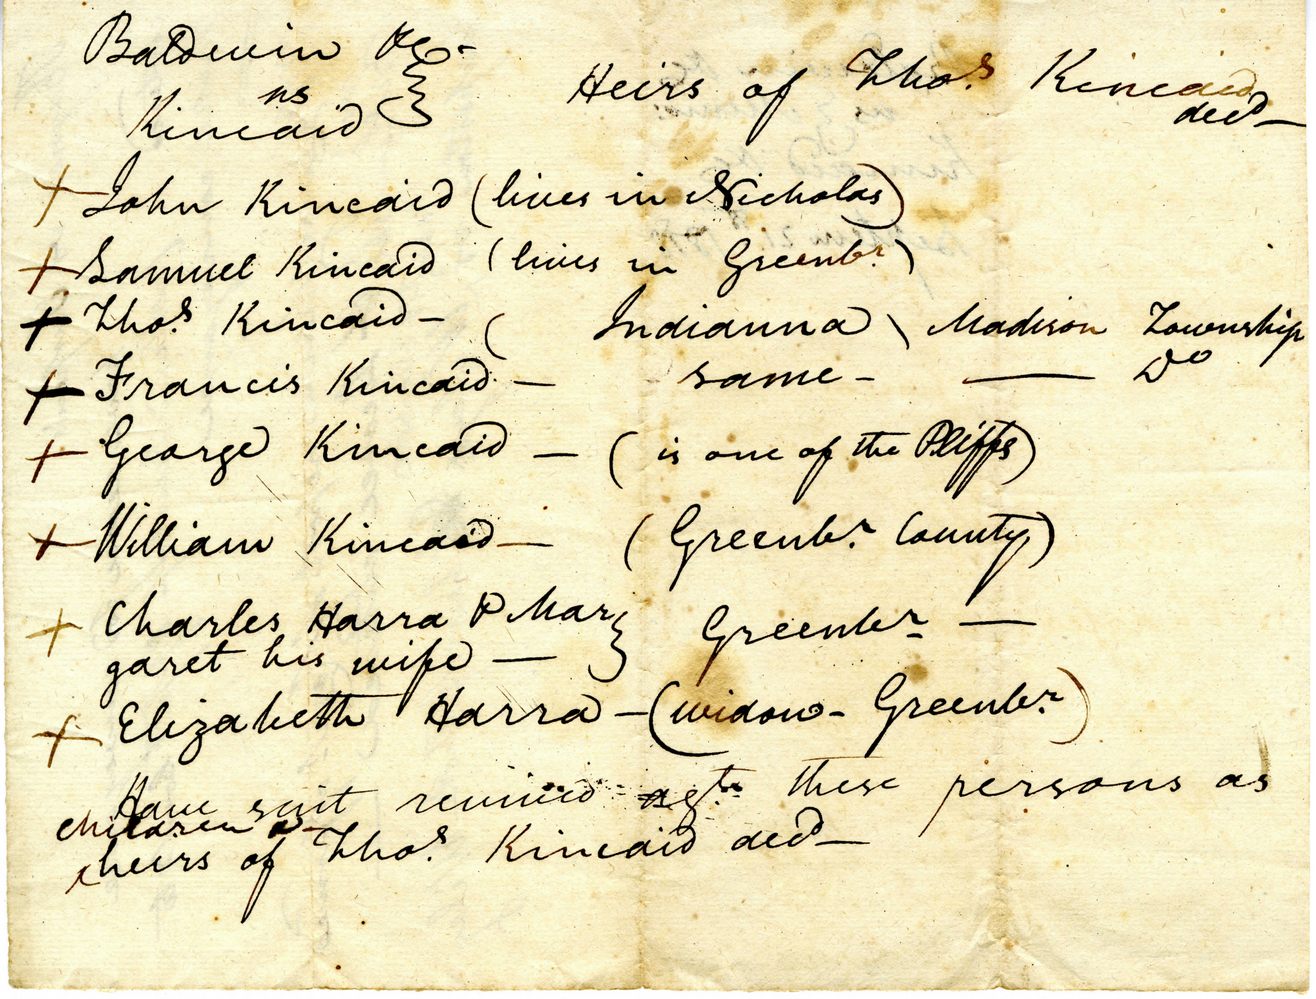 Baldwin &c.
ns
Kincaid
Heirs of Thos. Kincaid
decd
+ John Kincaid (lives in Nicholas)
+ Samuel Kincaid (lives in Greenbr.)
+ Thos. Kincaid — ( Indianna ) Madison Township
+ Francis Kincaid — same — Do
+ George Kincaid — ( is one of the Pltffs)
+ William Kincaid — (Greenbr. County)
+ Charles Harra & Mar
garet his wife — Greenbr —
+ Elizabeth Harra — (widow - Greenbr.)
Have suit revived agt. these persons as
children &
heirs of Thos. Kincaid decd —